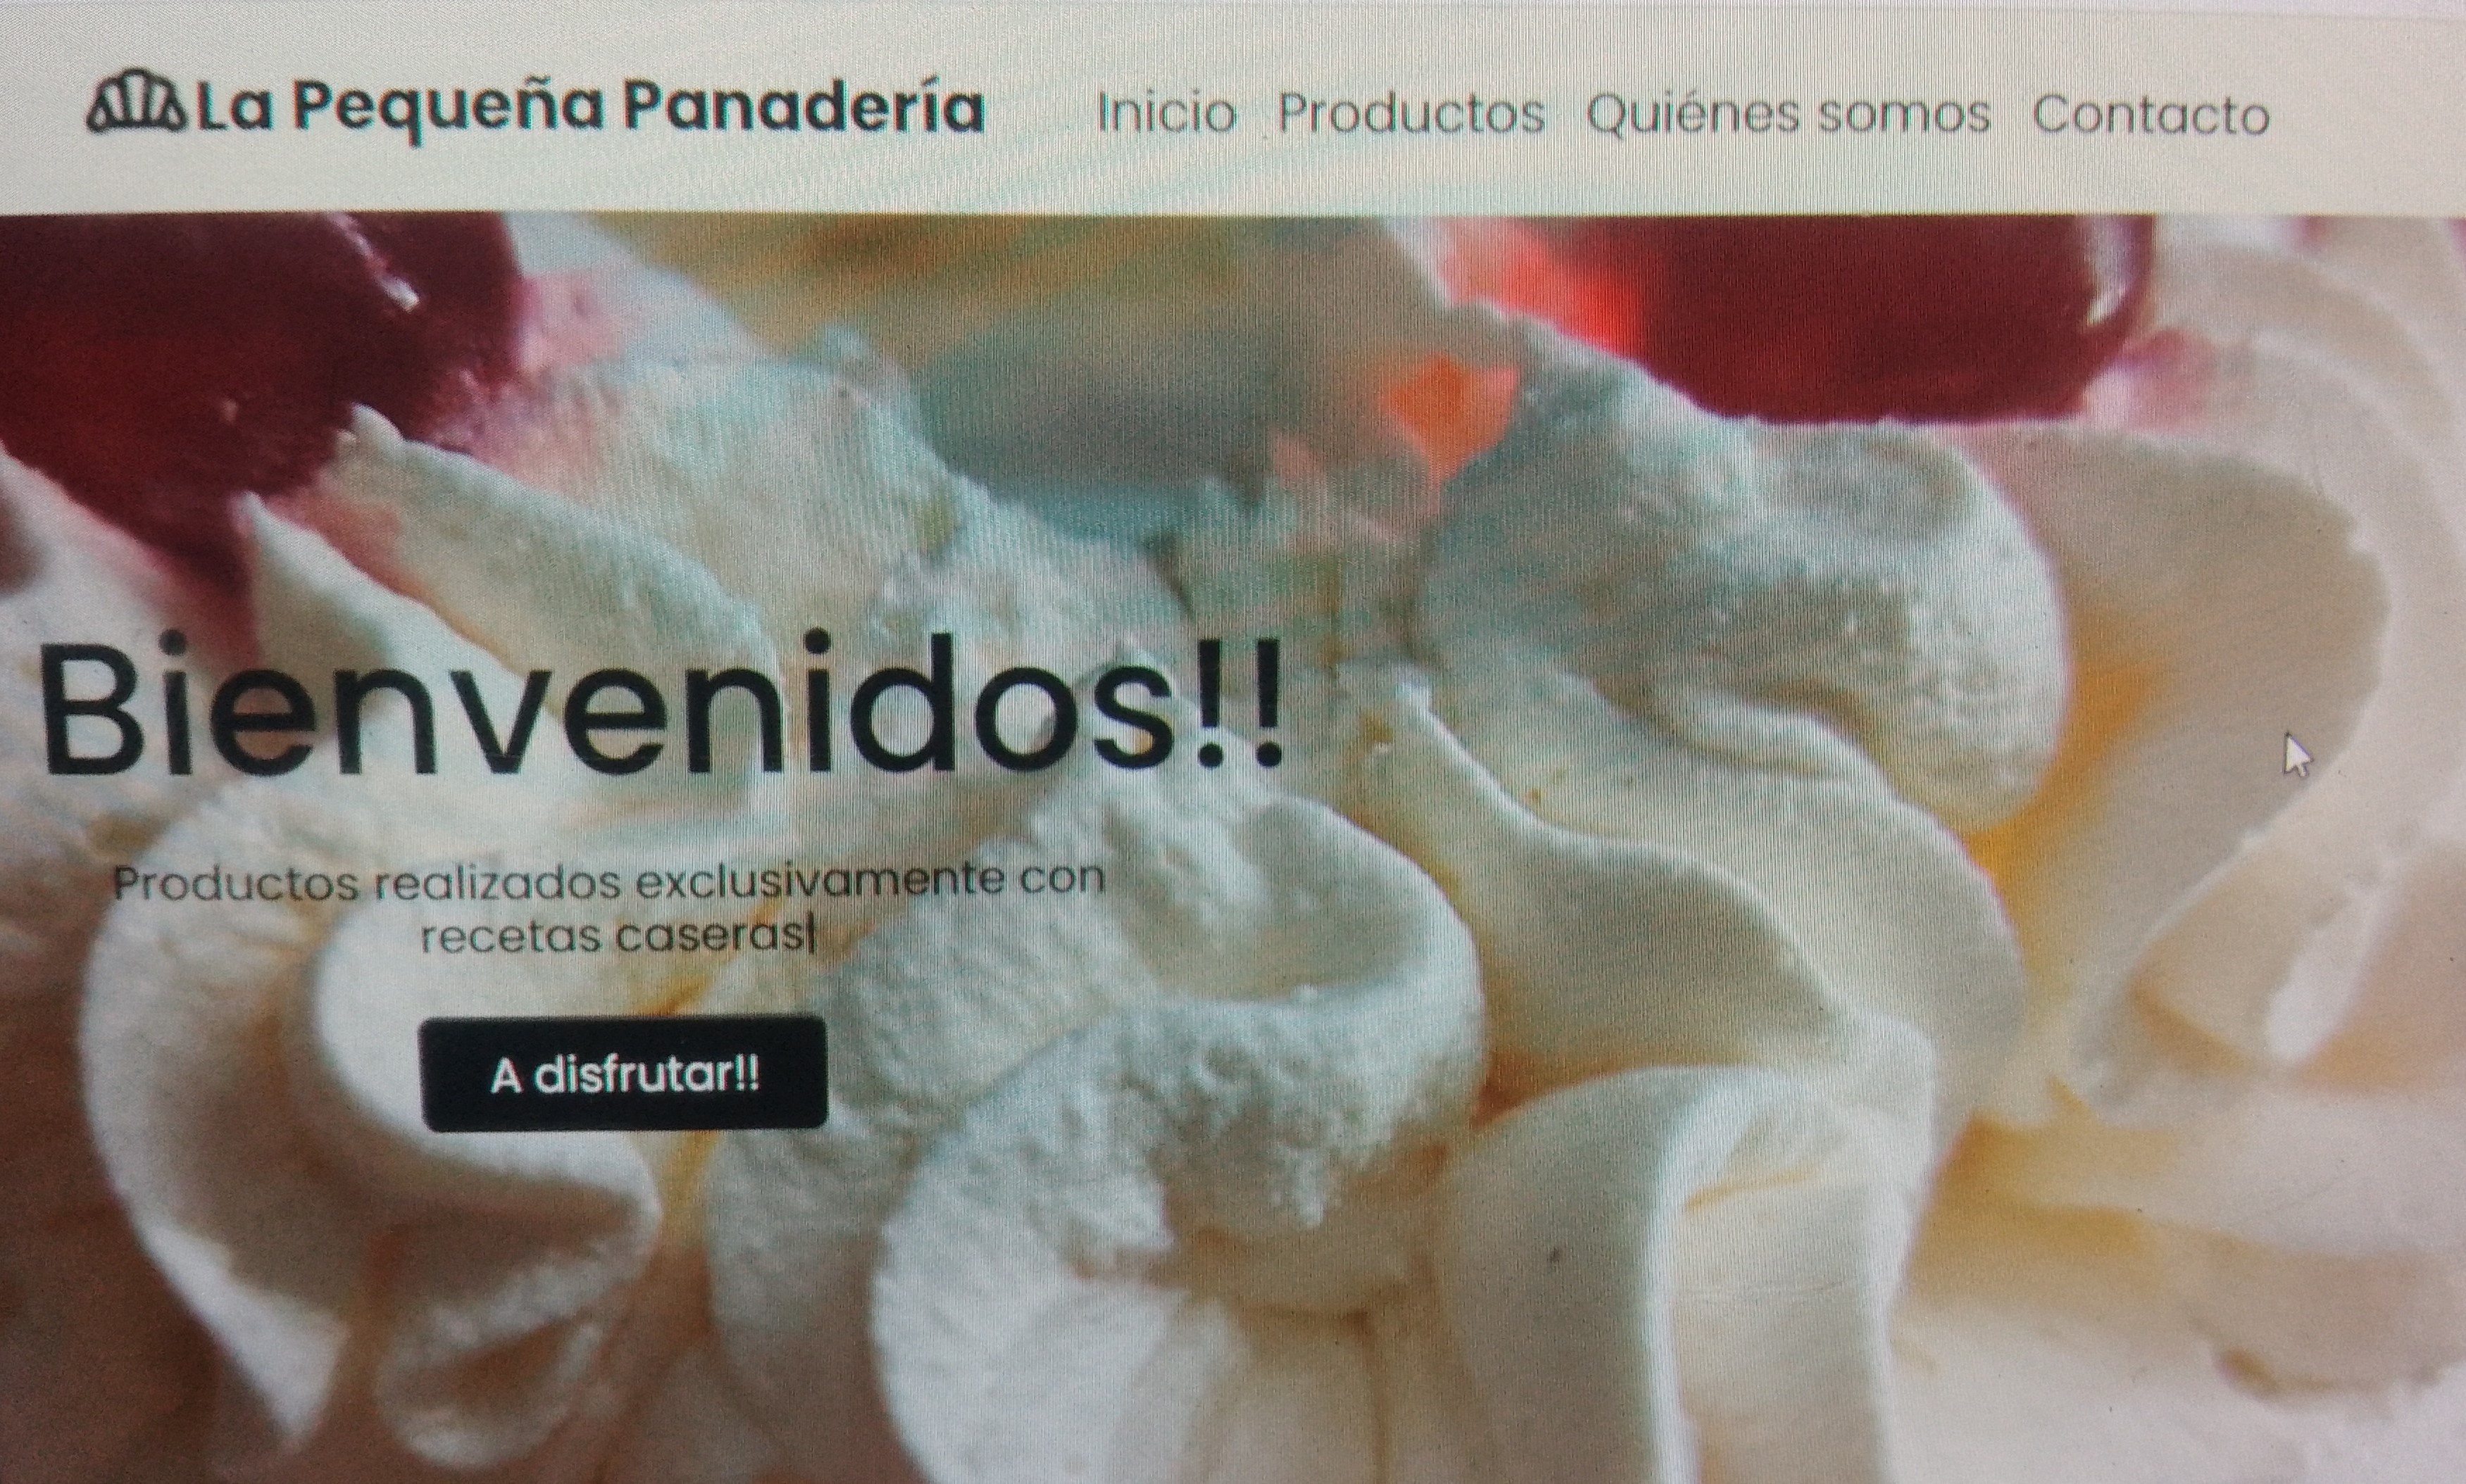 La Pequeña Panadería Inicio Productos Quiénes somos Contacto
Bienvenidos!!
Productos realizados exclusivamente con
recetas caseras
A disfrutar!!